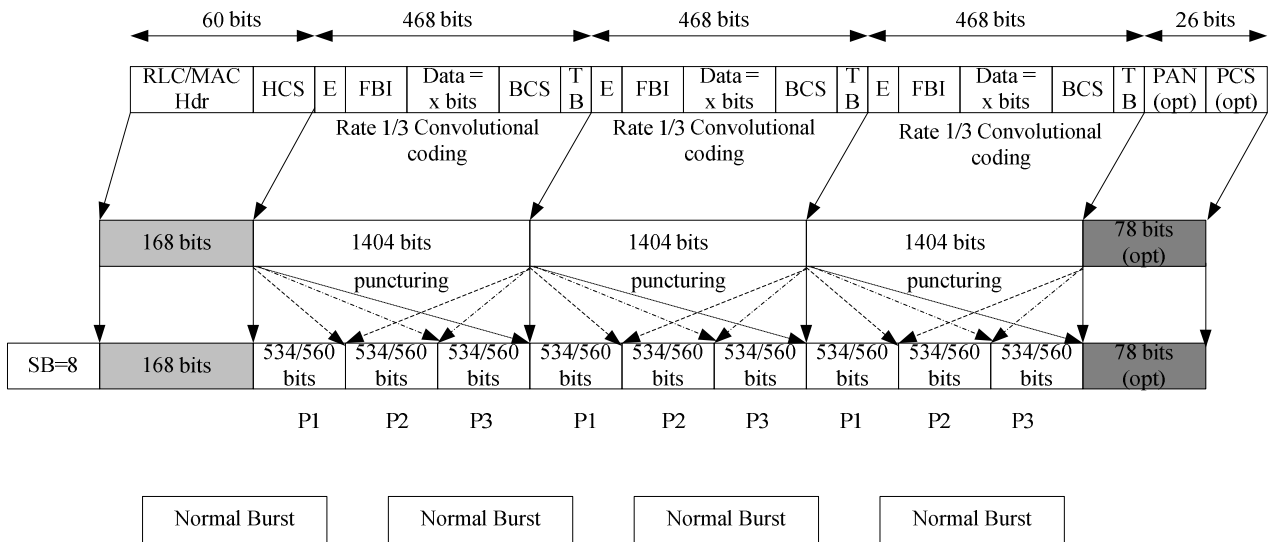 60 bits
468 bits
468 bits
468 bits
26 bits
RLC/MAC
Hdr
HCS
E
FBI
Data =
x bits
BCS
T
B
E
FBI
Data =
x bits
BCS
T
B
E
FBI
Data =
x bits
BCS
T
B
PAN
(opt)
PCS
(opt)
Rate 1/3 Convolutional
coding
Rate 1/3 Convolutional
coding
Rate 1/3 Convolutional
coding
168 bits
1404 bits
1404 bits
1404 bits
78 bits
(opt)
puncturing
puncturing
puncturing
SB=8
168 bits
534/560
bits
534/560
bits
534/560
bits
534/560
bits
534/560
bits
534/560
bits
534/560
bits
534/560
bits
534/560
bits
78 bits
(opt)
P1
P2
P3
P1
P2
P3
P1
P2
P3
Normal Burst
Normal Burst
Normal Burst
Normal Burst